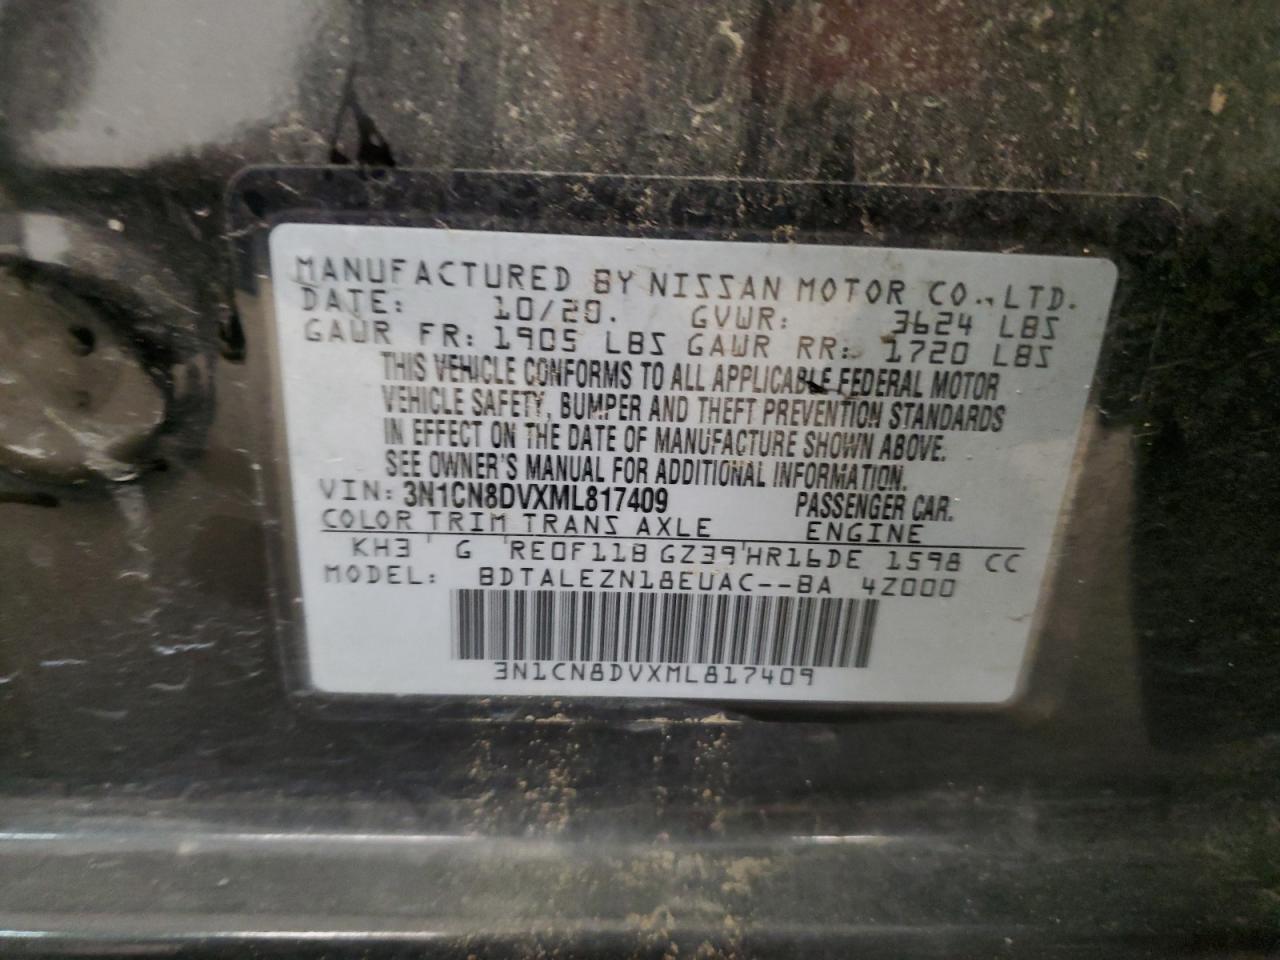 MANUFACTURED BY NISSAN MOTOR CO., LTD.
DATE: 10/20. GVWR: 3624 LBS
GAWR FR: 1905 LBS GAWR RR: 1720 LBS
THIS VEHICLE CONFORMS TO ALL APPLICABLE FEDERAL MOTOR
VEHICLE SAFETY, BUMPER AND THEFT PREVENTION STANDARDS
IN EFFECT ON THE DATE OF MANUFACTURE SHOWN ABOVE.
SEE OWNER'S MANUAL FOR ADDITIONAL INFORMATION.
VIN: 3N1CN8DVXML817409 PASSENGER CAR.
COLOR TRIM TRANS AXLE ENGINE
KH3 ' G 'RE0F11B GZ39'HR16DE 1598 CC
MODEL: BDTALEZN18EUAC--BA 4Z000
3N1CN8DVXML817409